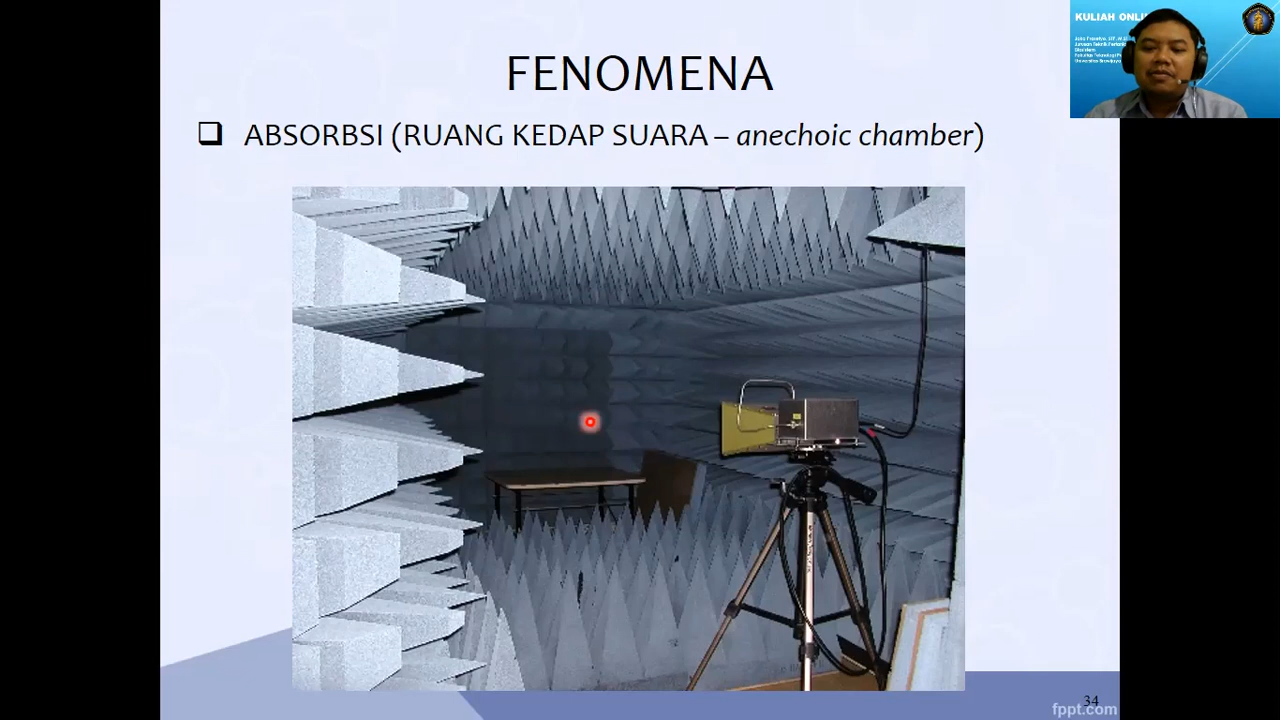 FENOMENA
ABSORBSI (RUANG KEDAP SUARA – anechoic chamber)
KULIAH ONLI
34
fppt.com